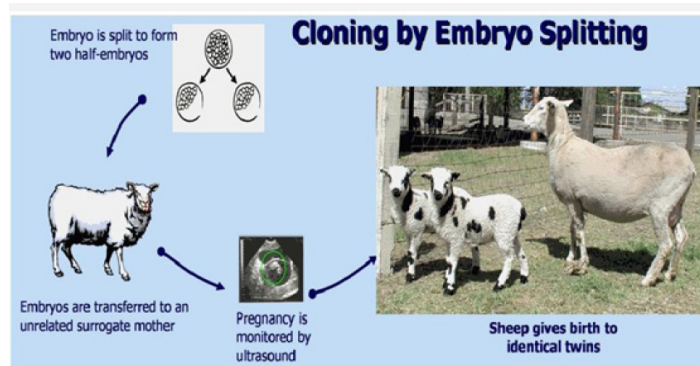 Cloning by Embryo Splitting
Embryo is split to form
two half-embryos
Embryos are transferred to an
unrelated surrogate mother
Pregnancy is
monitored by
ultrasound
Sheep gives birth to
identical twins